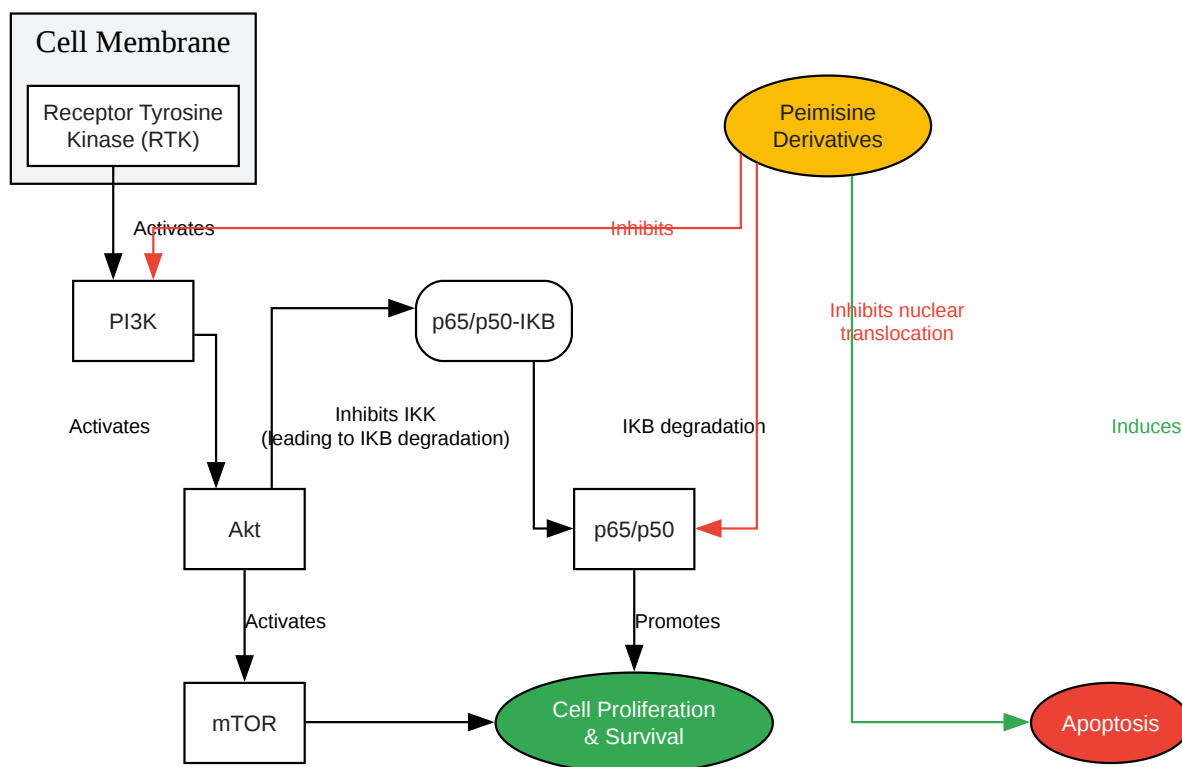 Cell Membrane
Receptor Tyrosine
Kinase (RTK)
Peimisine
Derivatives
Activates
Inhibits
PI3K
p65/p50-IKB
Inhibits nuclear
translocation
Activates
Inhibits IKK
(leading to IKB degradation)
IKB degradation
Induces
Akt
p65/p50
Activates
Promotes
mTOR
Cell Proliferation
& Survival
Apoptosis